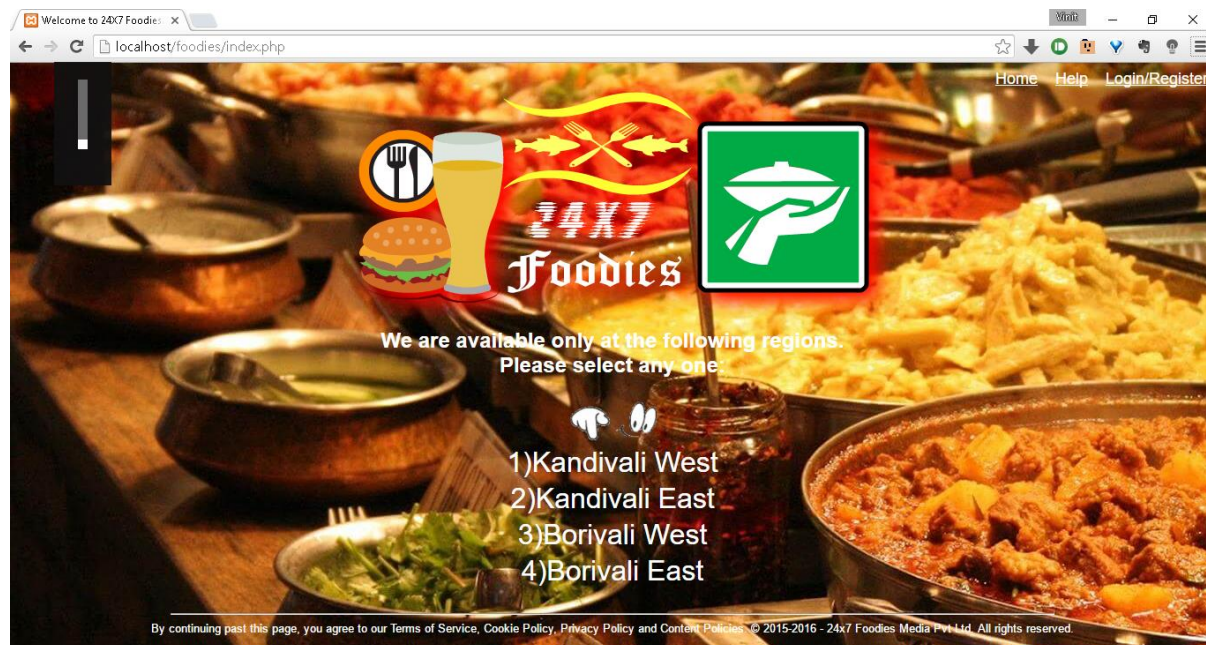 Welcome to 24X7 Foodies
Vinit
localhost/foodies/index.php
Home Help Login/Register
24X7
Foodies
We are available only at the following regions.
Please select any one:
1)Kandivali West
2)Kandivali East
3)Borivali West
4)Borivali East
By continuing past this page, you agree to our Terms of Service, Cookie Policy, Privacy Policy and Content Policies. © 2015-2016 - 24x7 Foodies Media Pvt Ltd. All rights reserved.